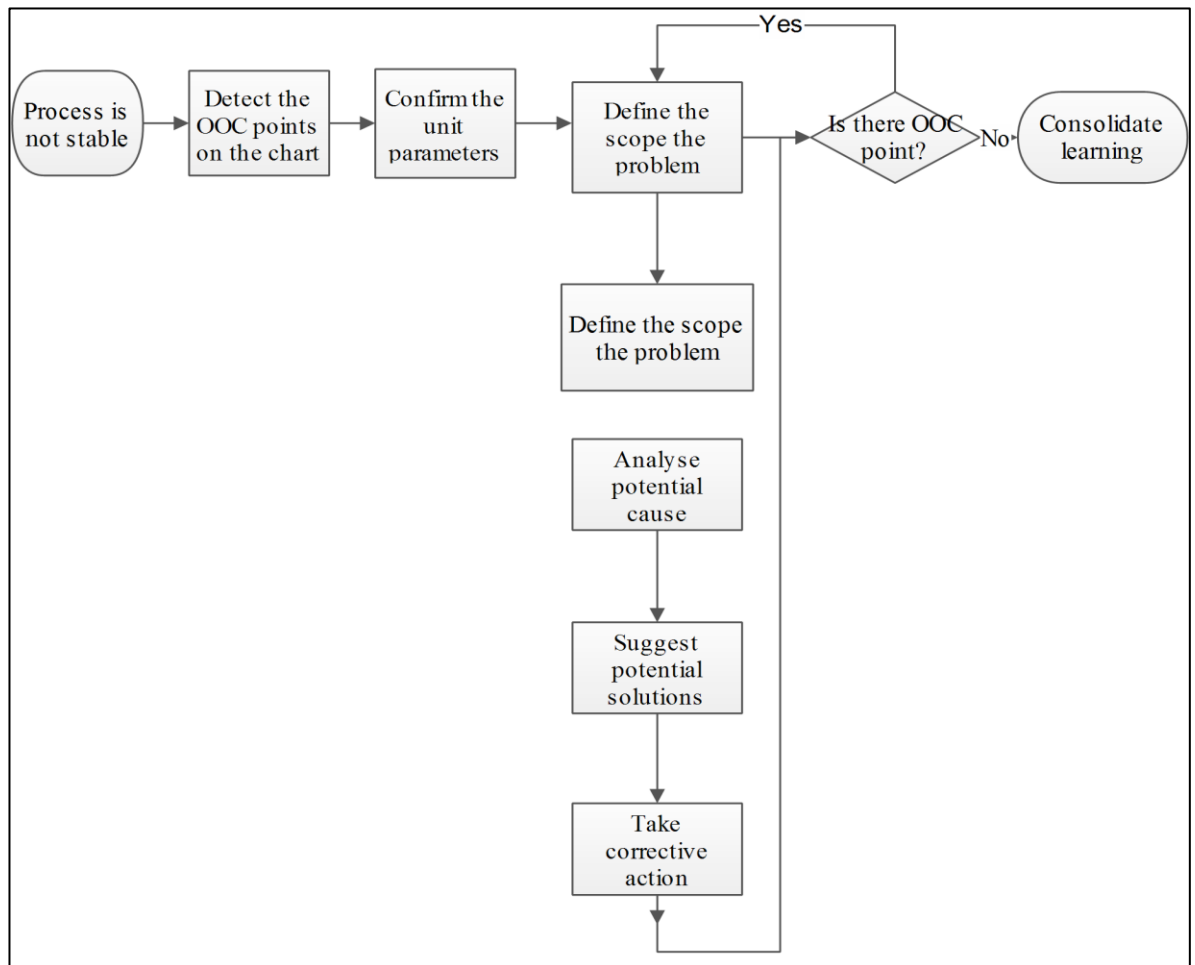 Yes
Process is
not stable
Detect the
OOC points
on the chart
Confirm the
unit
parameters
Define the
scope the
problem
Is there OOC
point?
No
Consolidate
learning
Define the scope
the problem
Analyse
potential
cause
Suggest
potential
solutions
Take
corrective
action